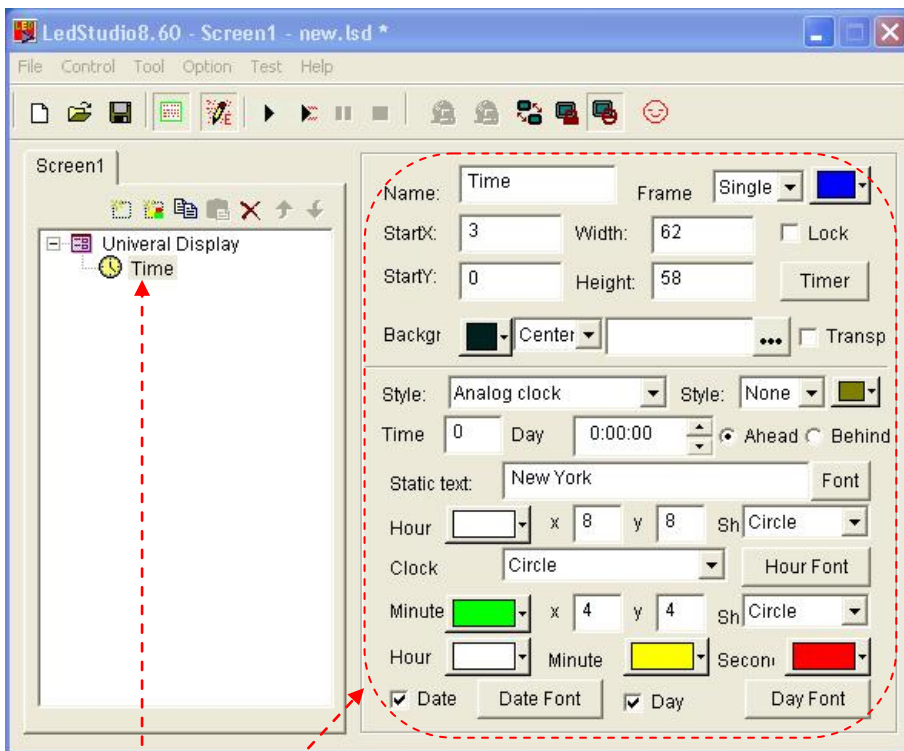 LedStudio8.60 - Screen1 - new.lsd *
File Control Tool Option Test Help
Screen1
Univeral Display
Time
Name: Time Frame Single
StartX: 3 Width: 62 Lock
StartY: 0 Height: 58 Timer
Backgr Center ... Transp
Style: Analog clock Style: None
Time 0 Day 0:00:00 Ahead Behind
Static text: New York Font
Hour x 8 y 8 Sh Circle
Clock Circle Hour Font
Minute x 4 y 4 Sh Circle
Hour Minute Secon
Date Date Font Day Day Font